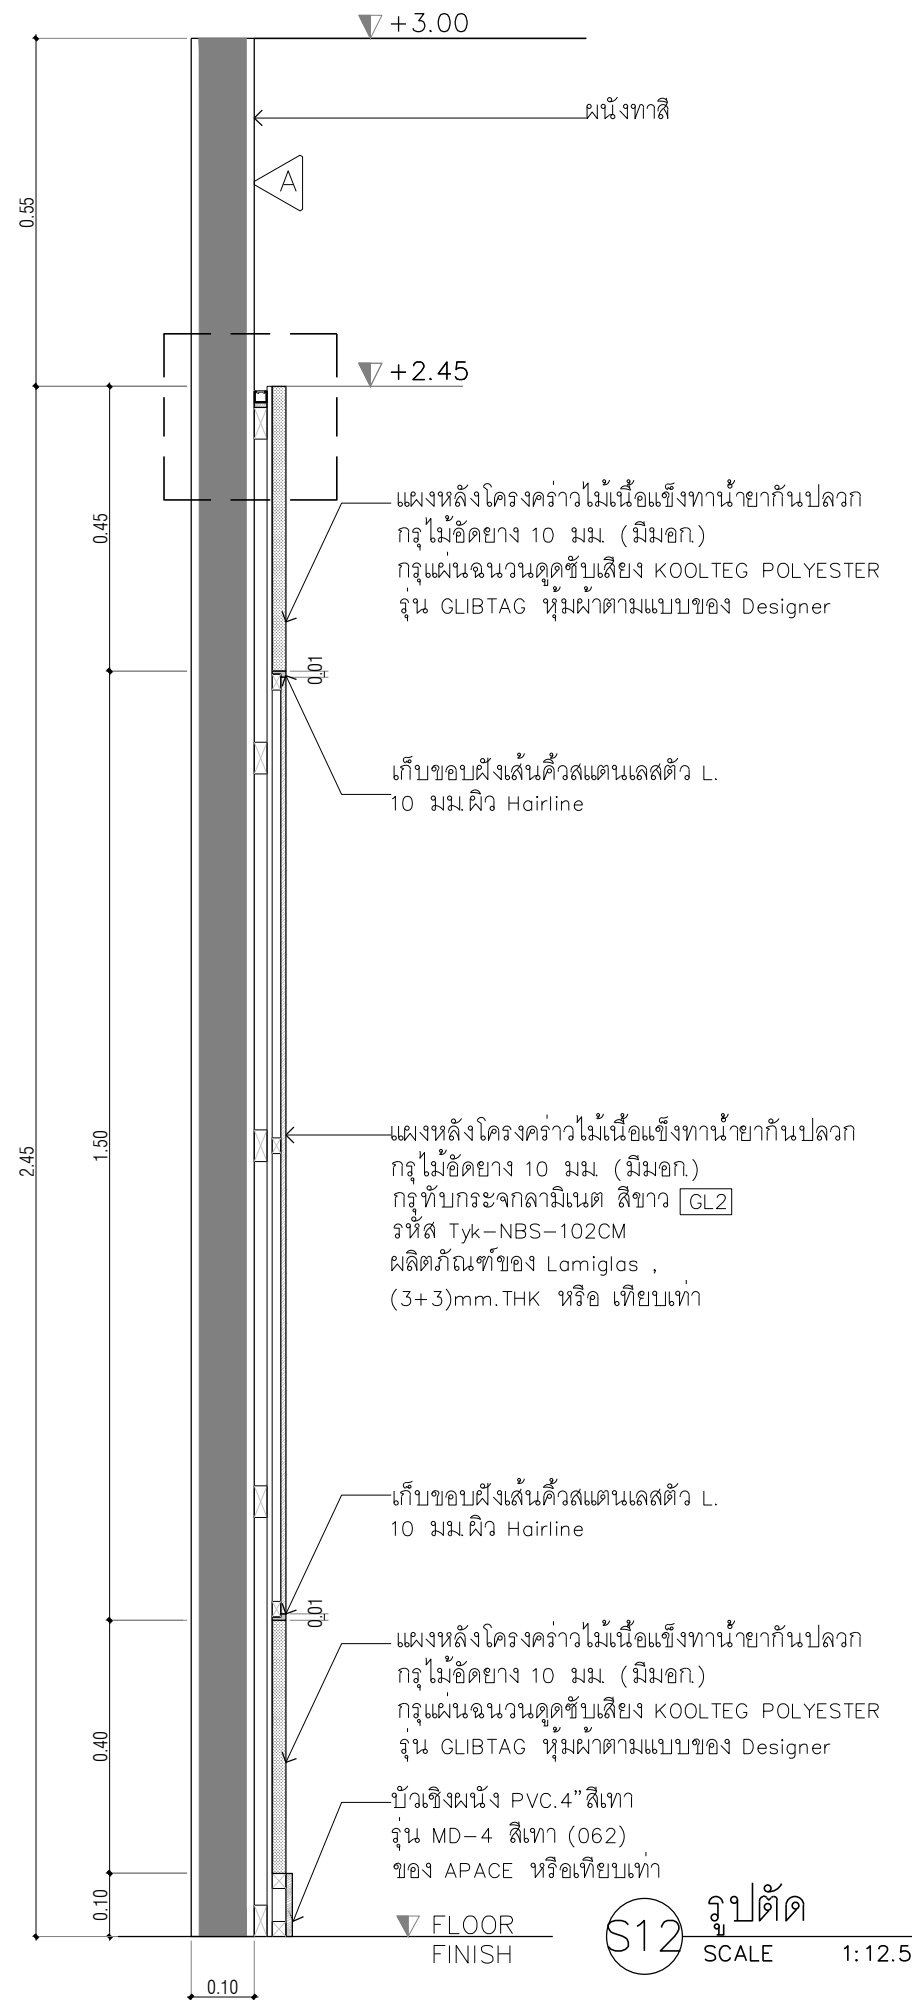 +3.00
ผนังทาสี
A
0.55
+2.45
แผงหลังโครงคร่าวไม้เนื้อแข็งทาน้ำยากันปลวก
กรุไม้อัดยาง 10 มม. (มีมอก.)
กรุแผ่นฉนวนดูดซับเสียง KOOLTEG POLYESTER
รุ่น GLIBTAG หุ้มผ้าตามแบบของ Designer
0.45
0.01
เก็บขอบฝังเส้นคิ้วสแตนเลสตัว L.
10 มม.ผิว Hairline
2.45
1.50
แผงหลังโครงคร่าวไม้เนื้อแข็งทาน้ำยากันปลวก
กรุไม้อัดยาง 10 มม. (มีมอก.)
กรุทับกระจกลามิเนต สีขาว GL2
รหัส Tyk-NBS-102CM
ผลิตภัณฑ์ของ Lamiglas ,
(3+3)mm.THK หรือ เทียบเท่า
เก็บขอบฝังเส้นคิ้วสแตนเลสตัว L.
10 มม.ผิว Hairline
0.01
แผงหลังโครงคร่าวไม้เนื้อแข็งทาน้ำยากันปลวก
กรุไม้อัดยาง 10 มม. (มีมอก.)
กรุแผ่นฉนวนดูดซับเสียง KOOLTEG POLYESTER
รุ่น GLIBTAG หุ้มผ้าตามแบบของ Designer
0.40
บัวเชิงผนัง PVC.4”สีเทา
รุ่น MD-4 สีเทา (062)
ของ APACE หรือเทียบเท่า
0.10
FLOOR
FINISH
S12
รูปตัด
SCALE 1:12.5
0.10